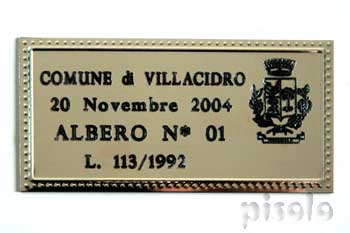 COMUNE di VILLACIDRO
20 Novembre 2004
ALBERO N* 01
L. 113/1992
pisolo